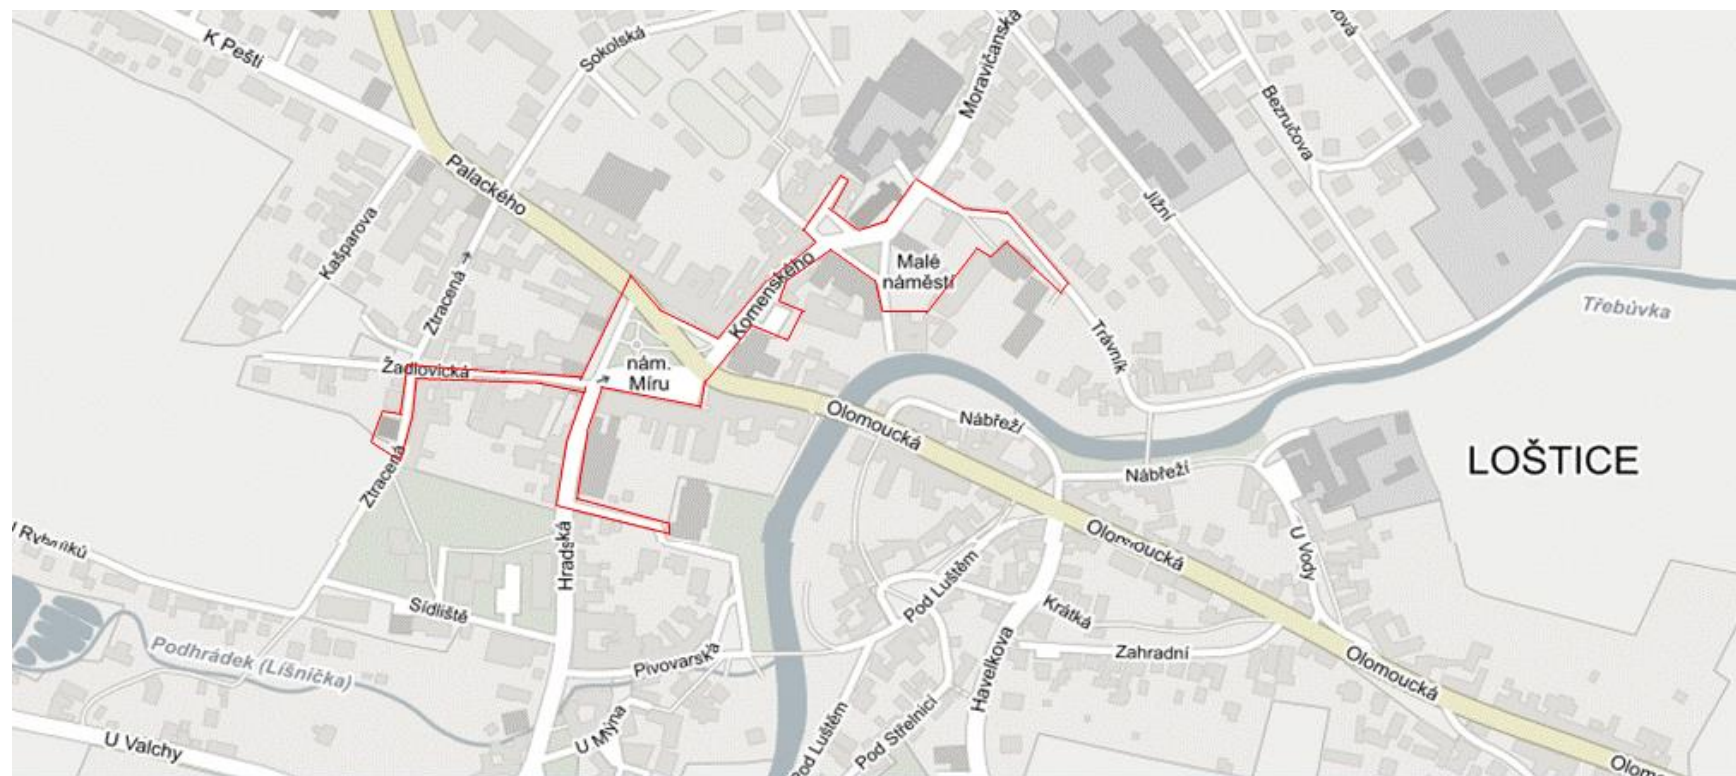 K Pešti
Sokolská
Moravičanská
Bezručova
Palackého
Jižní
Kašparova
Ztracená
Komenského
Malé
náměstí
Třebůvka
Trávník
Žadlovická
nám.
Míru
Olomoucká
Nábřeží
LOŠTICE
Nábřeží
Ztracená
Hradská
Olomoucká
U Vody
Pod Luštěm
Krátká
Sídliště
Podhrádek (Líšnička)
Pivovarská
Havelkova
Zahradní
Olomoucká
U Mlýna
Pod Luštěm
Pod Střelnicí
U Valchy